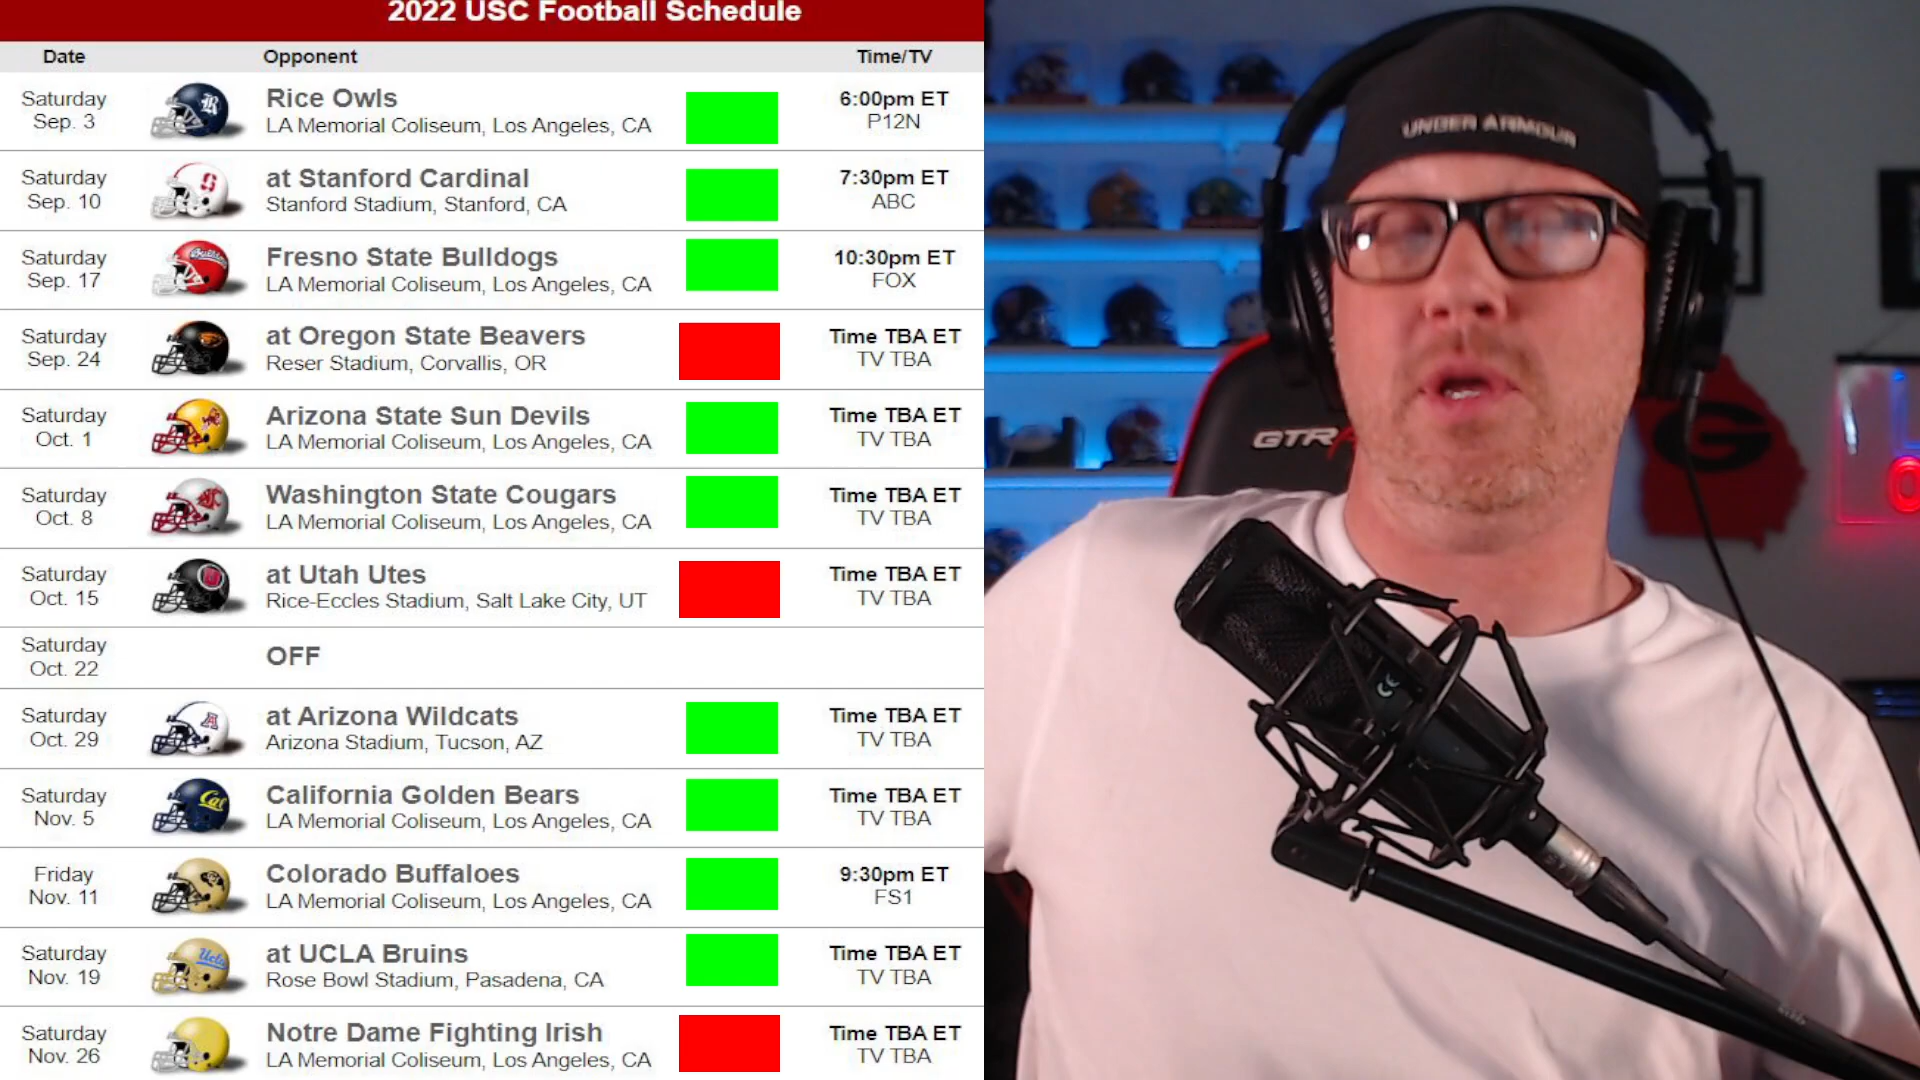 2022 USC Football Schedule
Date Opponent Time/TV
Saturday Rice Owls 6:00pm ET
Sep. 3 LA Memorial Coliseum, Los Angeles, CA P12N
Saturday at Stanford Cardinal 7:30pm ET
Sep. 10 Stanford Stadium, Stanford, CA ABC
Saturday Fresno State Bulldogs 10:30pm ET
Sep. 17 LA Memorial Coliseum, Los Angeles, CA FOX
Saturday at Oregon State Beavers Time TBA ET
Sep. 24 Reser Stadium, Corvallis, OR TV TBA
Saturday Arizona State Sun Devils Time TBA ET
Oct. 1 LA Memorial Coliseum, Los Angeles, CA TV TBA
Saturday Washington State Cougars Time TBA ET
Oct. 8 LA Memorial Coliseum, Los Angeles, CA TV TBA
Saturday at Utah Utes Time TBA ET
Oct. 15 Rice-Eccles Stadium, Salt Lake City, UT TV TBA
Saturday
Oct. 22 OFF
Saturday at Arizona Wildcats Time TBA ET
Oct. 29 Arizona Stadium, Tucson, AZ TV TBA
Saturday California Golden Bears Time TBA ET
Nov. 5 LA Memorial Coliseum, Los Angeles, CA TV TBA
Friday Colorado Buffaloes 9:30pm ET
Nov. 11 LA Memorial Coliseum, Los Angeles, CA FS1
Saturday at UCLA Bruins Time TBA ET
Nov. 19 Rose Bowl Stadium, Pasadena, CA TV TBA
Saturday Notre Dame Fighting Irish Time TBA ET
Nov. 26 LA Memorial Coliseum, Los Angeles, CA TV TBA
UNDER ARMOUR
GTR
G
CE